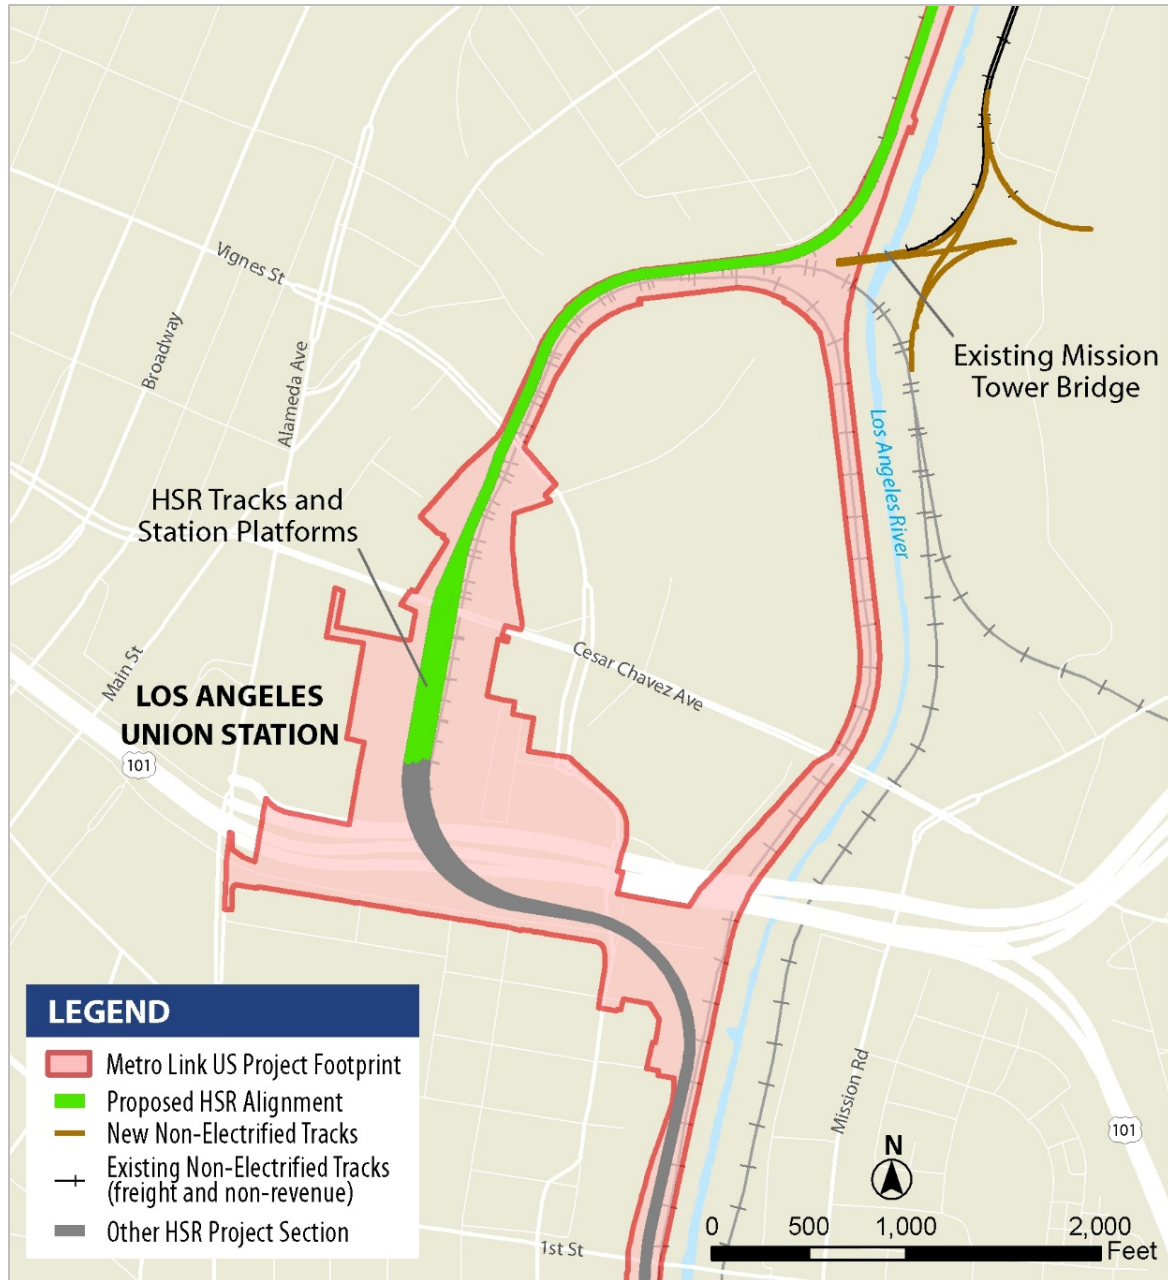 Vignes St
Broadway
Alameda Ave
Existing Mission
Tower Bridge
Los Angeles River
HSR Tracks and
Station Platforms
Cesar Chavez Ave
Main St
LOS ANGELES
UNION STATION
101
LEGEND
Metro Link US Project Footprint
Proposed HSR Alignment
New Non-Electrified Tracks
Existing Non-Electrified Tracks
(freight and non-revenue)
Other HSR Project Section
Mission Rd
101
1st St
N
0 500 1,000 2,000
Feet